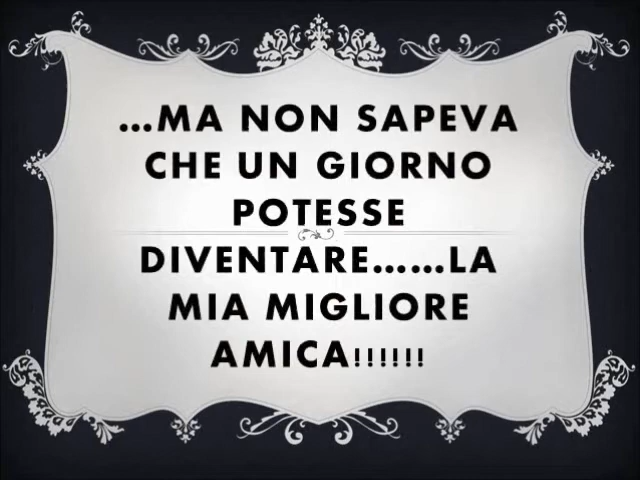 …MA NON SAPEVA
CHE UN GIORNO
POTESSE
DIVENTARE……LA
MIA MIGLIORE
AMICA!!!!!!